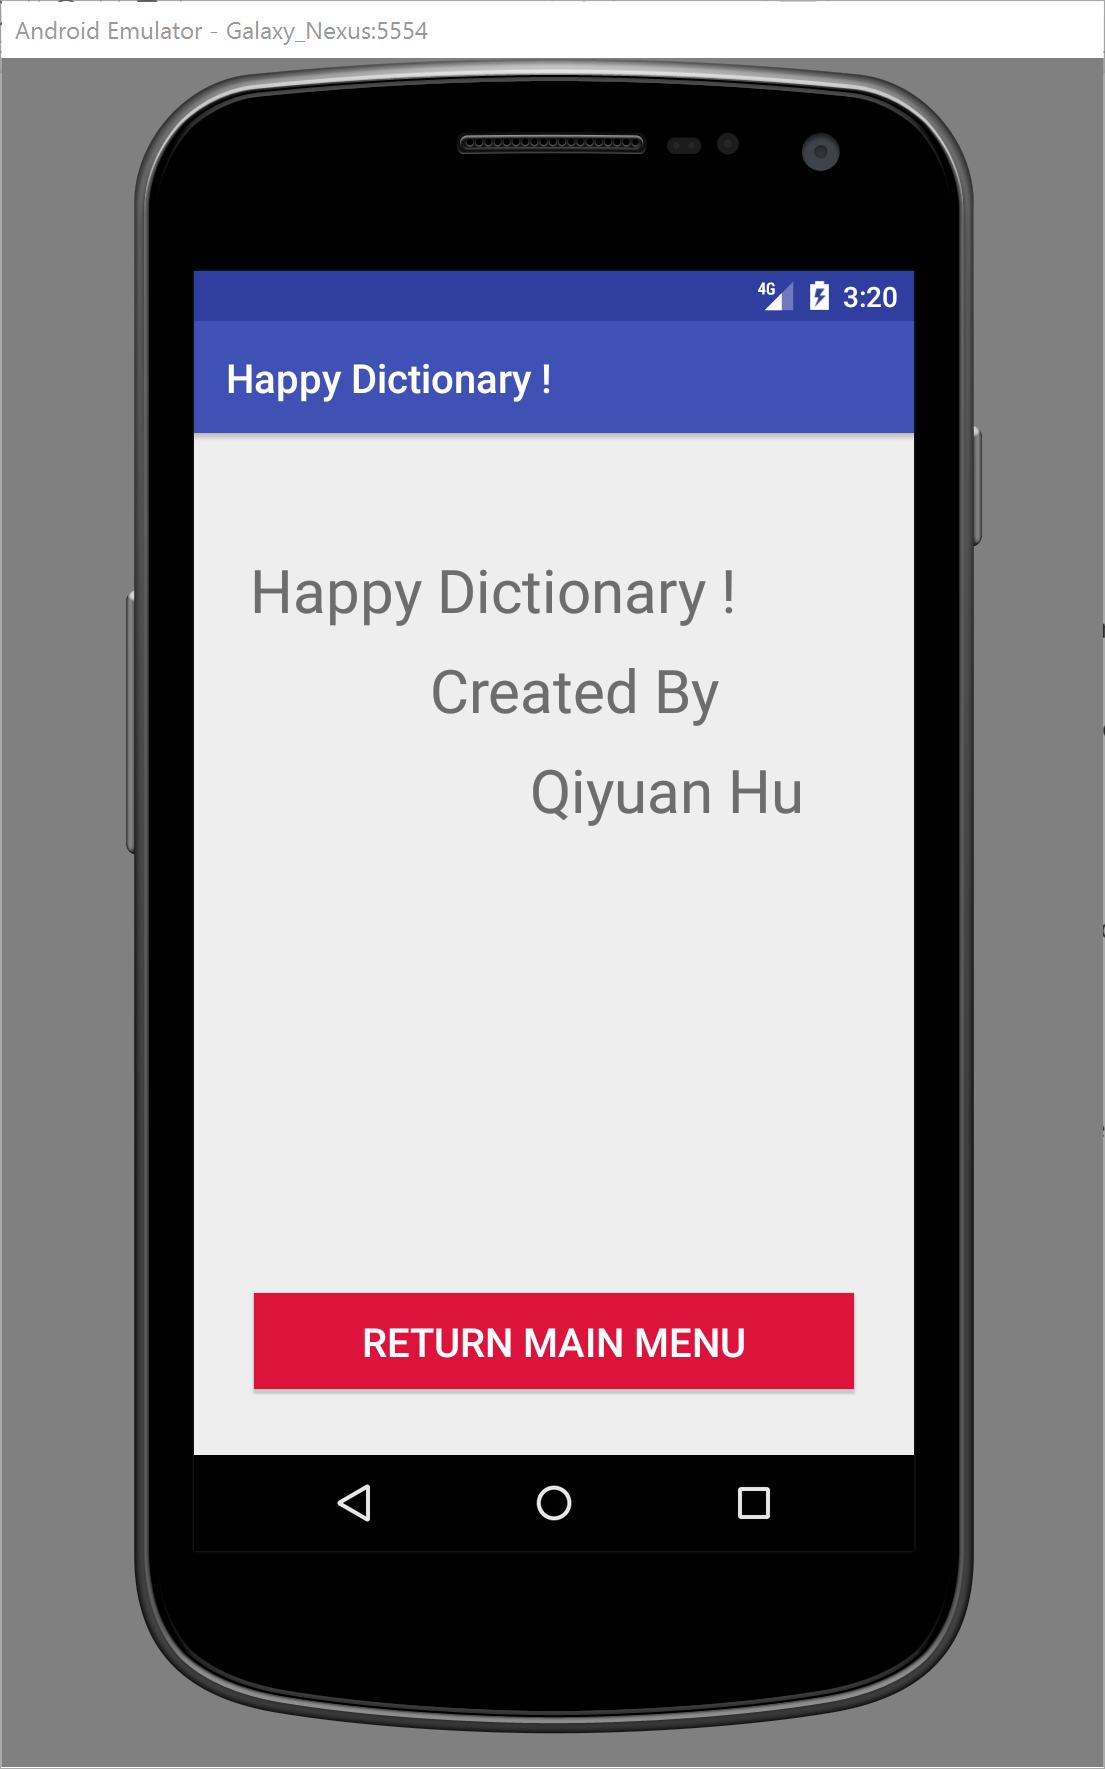 Android Emulator - Galaxy_Nexus:5554
4G 3:20
Happy Dictionary !
Happy Dictionary !
Created By
Qiyuan Hu
RETURN MAIN MENU